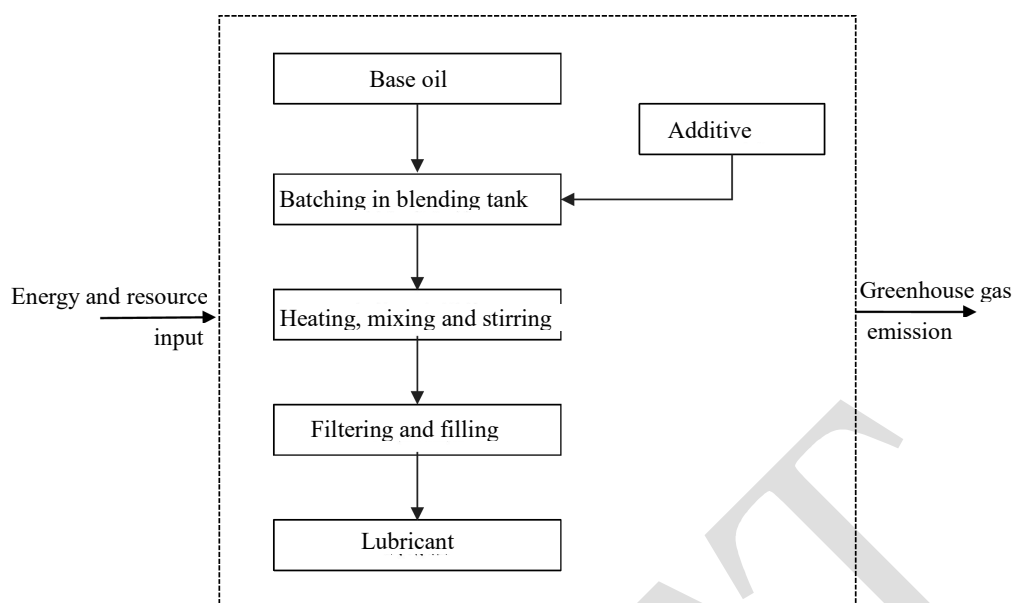 Base oil
Additive
Batching in blending tank
Energy and resource
input
Heating, mixing and stirring
Greenhouse gas
emission
Filtering and filling
Lubricant